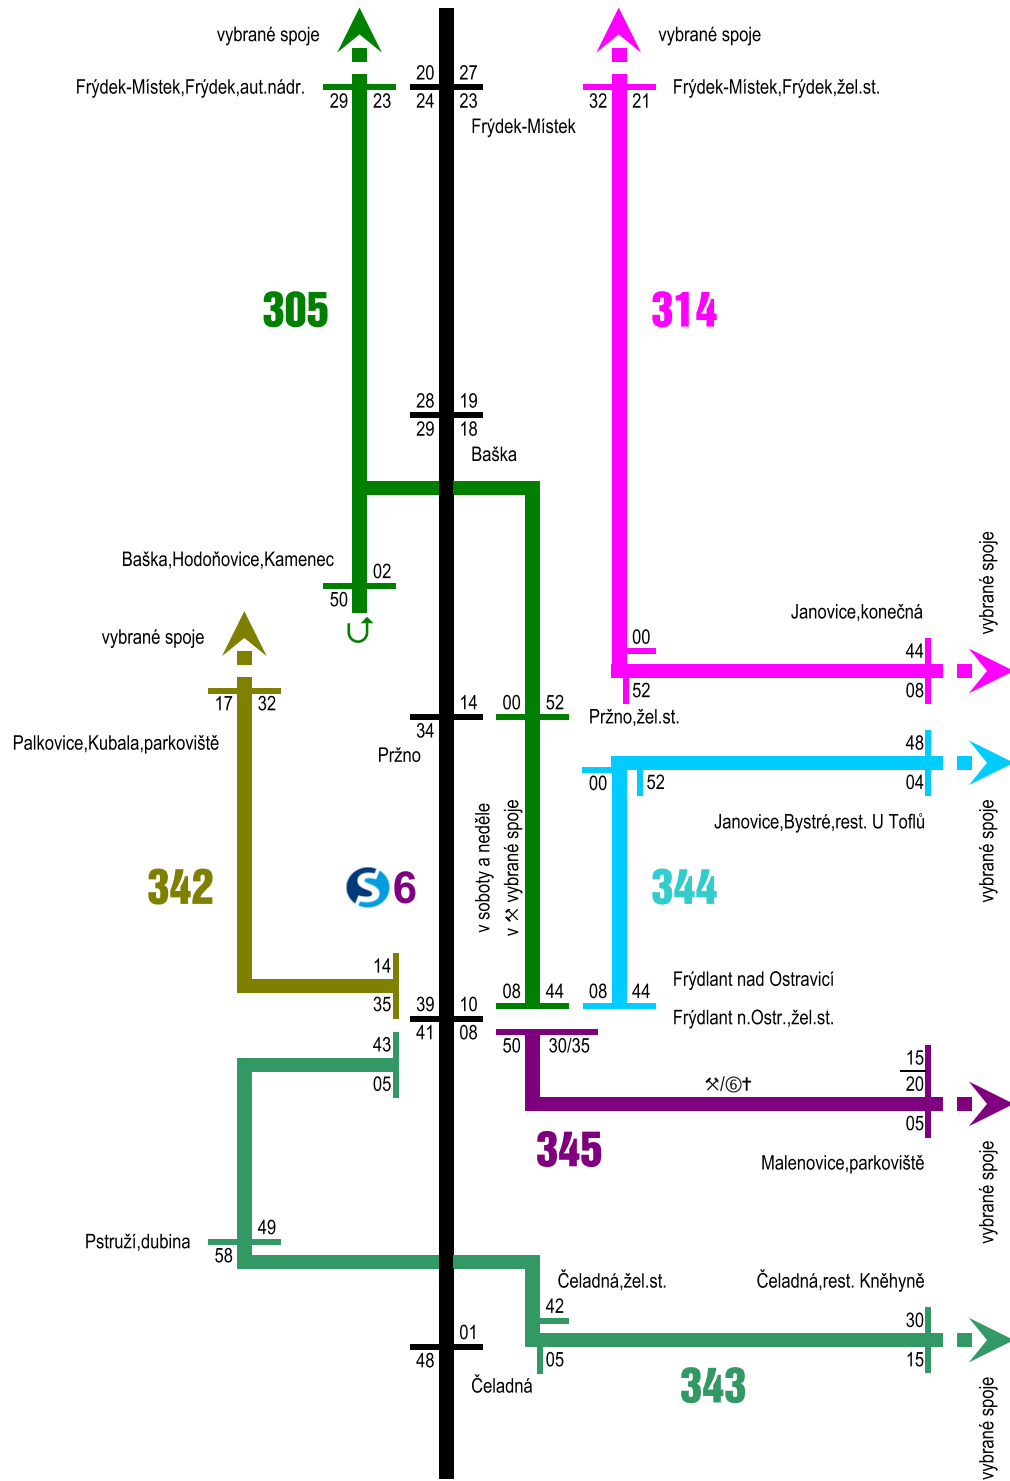 vybrané spoje
vybrané spoje
20 27
Frýdek-Místek,Frýdek,aut.nádr.
Frýdek-Místek,Frýdek,žel.st.
29 23
24 23
32 21
Frýdek-Místek
305
314
28 19
29 18
Baška
Baška,Hodoňovice,Kamenec
02
50
vybrané spoje
Janovice,konečná
vybrané spoje
00
44
52
08
17 32
14
00 52
Pržno,žel.st.
34
Palkovice,Kubala,parkoviště
Pržno
48
00
52
04
Janovice,Bystré,rest. U Toflů
vybrané spoje
v soboty a neděle
v ⚒ vybrané spoje
342
S 6
344
14
35
08 44
08 44
Frýdlant nad Ostravicí
39 10
Frýdlant n.Ostr.,žel.st.
41 08
43
50 30/35
15
05
⚒/⑥✝
20
05
345
Malenovice,parkoviště
vybrané spoje
49
Pstruží,dubina
58
Čeladná,žel.st.
Čeladná,rest. Kněhyně
42
30
01
48
05
15
Čeladná
343
vybrané spoje